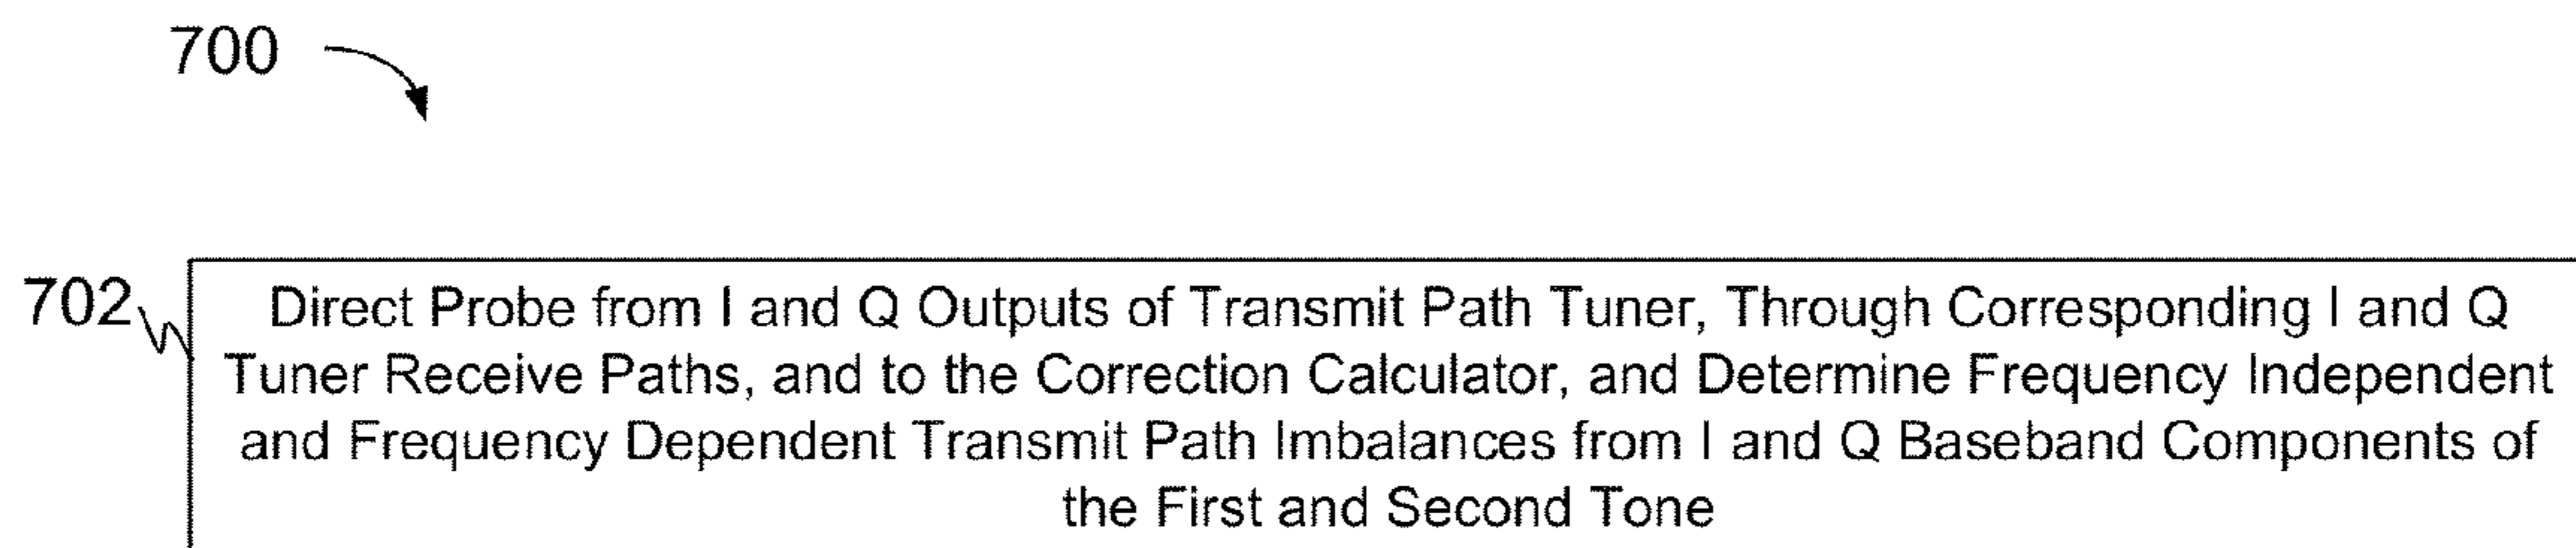 700
702
Direct Probe from I and Q Outputs of Transmit Path Tuner, Through Corresponding I and Q
Tuner Receive Paths, and to the Correction Calculator, and Determine Frequency Independent
and Frequency Dependent Transmit Path Imbalances from I and Q Baseband Components of
the First and Second Tone